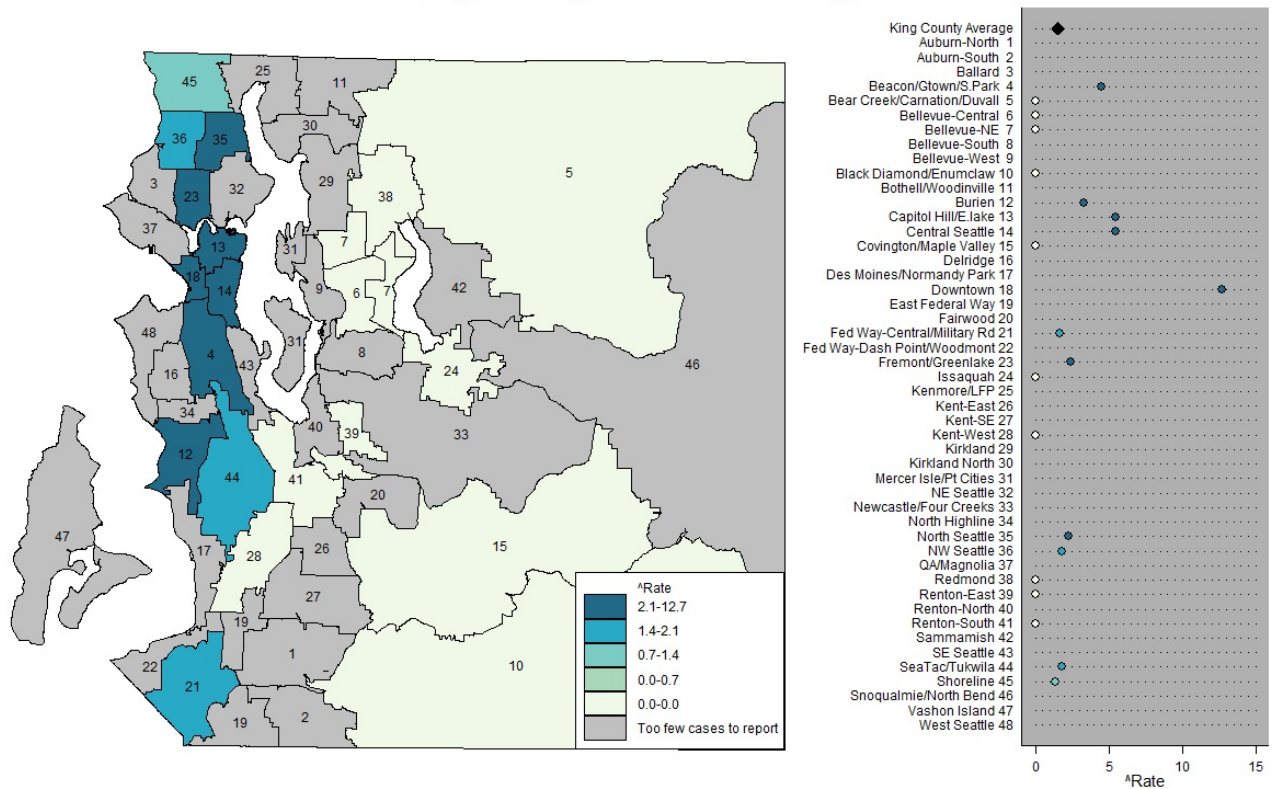 45
25
11
36
35
30
3
23
32
29
5
38
37
13
31
7
18
14
9
6
7
42
48
4
43
31
8
46
16
24
34
40
39
33
12
44
41
20
47
17
28
26
15
27
19
1
22
21
10
19
2
^Rate
2.1-12.7
1.4-2.1
0.7-1.4
0.0-0.7
0.0-0.0
Too few cases to report
King County Average
Auburn-North 1
Auburn-South 2
Ballard 3
Beacon/Gtown/S.Park 4
Bear Creek/Carnation/Duvall 5
Bellevue-Central 6
Bellevue-NE 7
Bellevue-South 8
Bellevue-West 9
Black Diamond/Enumclaw 10
Bothell/Woodinville 11
Burien 12
Capitol Hill/E.lake 13
Central Seattle 14
Covington/Maple Valley 15
Delridge 16
Des Moines/Normandy Park 17
Downtown 18
East Federal Way 19
Fairwood 20
Fed Way-Central/Military Rd 21
Fed Way-Dash Point/Woodmont 22
Fremont/Greenlake 23
Issaquah 24
Kenmore/LFP 25
Kent-East 26
Kent-SE 27
Kent-West 28
Kirkland 29
Kirkland North 30
Mercer Isle/Pt Cities 31
NE Seattle 32
Newcastle/Four Creeks 33
North Highline 34
North Seattle 35
NW Seattle 36
QA/Magnolia 37
Redmond 38
Renton-East 39
Renton-North 40
Renton-South 41
Sammamish 42
SE Seattle 43
SeaTac/Tukwila 44
Shoreline 45
Snoqualmie/North Bend 46
Vashon Island 47
West Seattle 48
0 5 10 15
^Rate